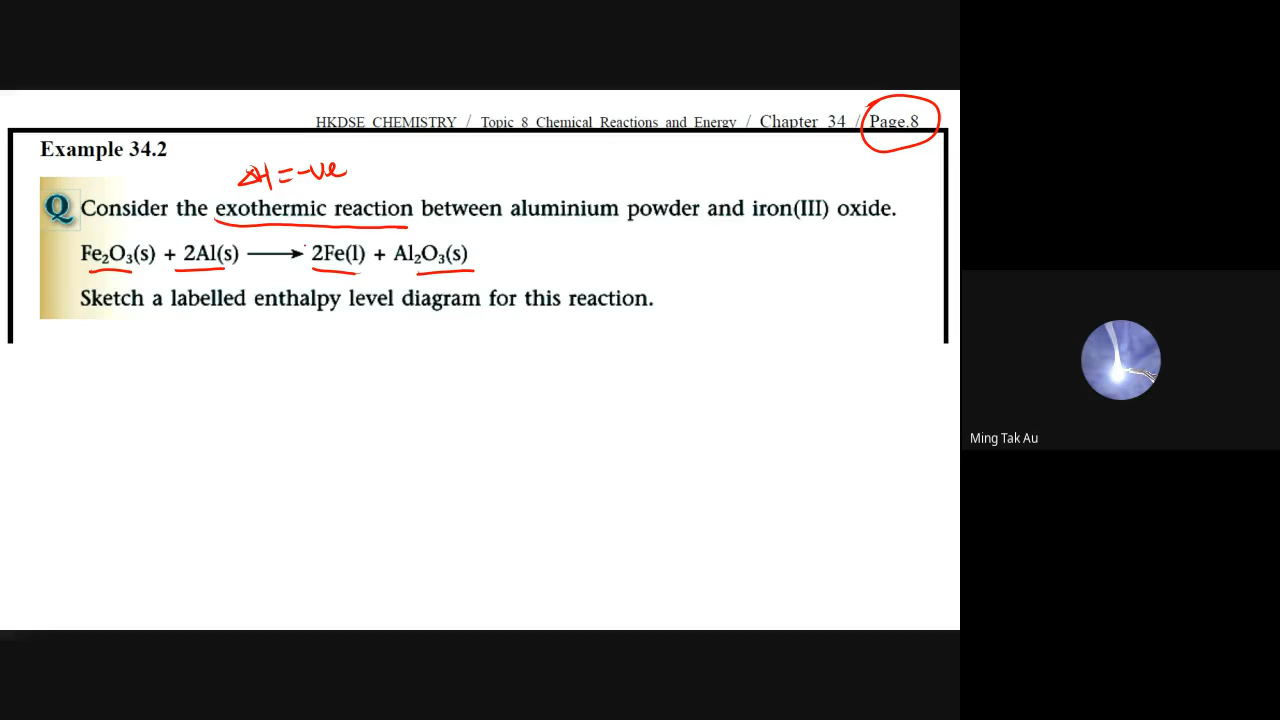 HKDSE CHEMISTRY / Topic 8 Chemical Reactions and Energy / Chapter 34 / Page.8
Example 34.2
ΔH = -ve
Q Consider the exothermic reaction between aluminium powder and iron(III) oxide.
Fe₂O₃(s) + 2Al(s) ⟶ 2Fe(l) + Al₂O₃(s)
Sketch a labelled enthalpy level diagram for this reaction.
Ming Tak Au